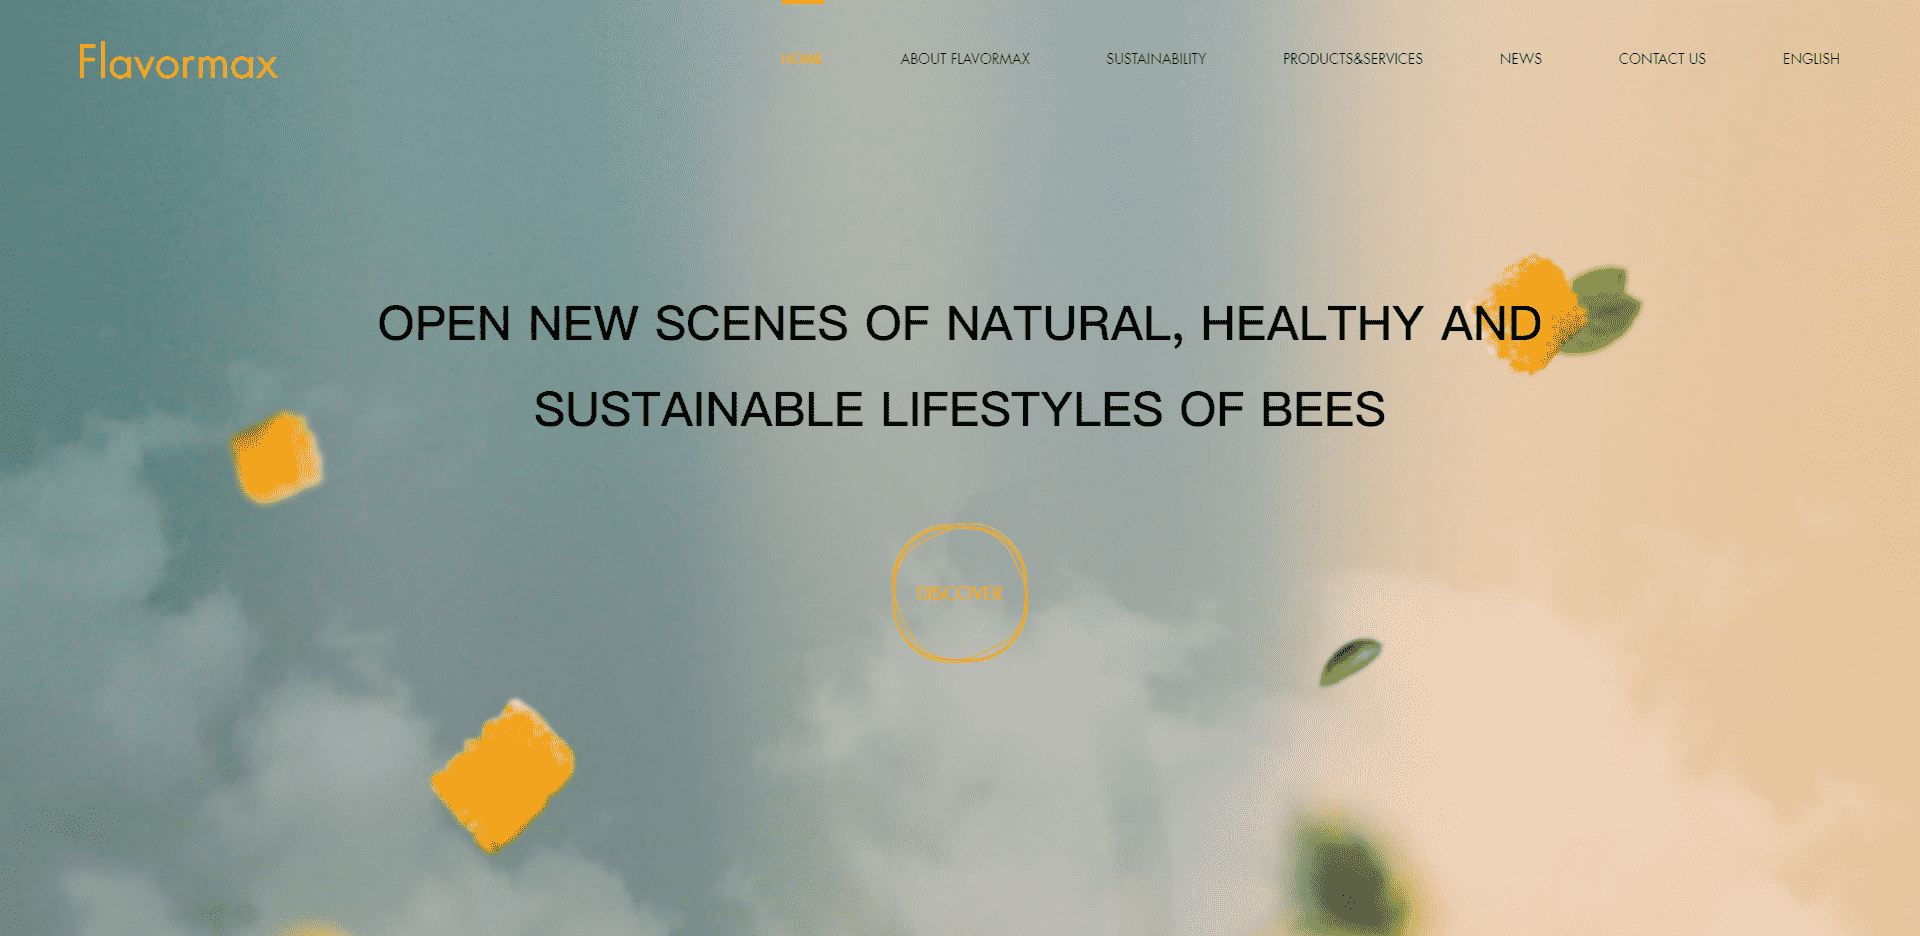 Flavormax
HOME
ABOUT FLAVORMAX
SUSTAINABILITY
PRODUCTS&SERVICES
NEWS
CONTACT US
ENGLISH
OPEN NEW SCENES OF NATURAL, HEALTHY AND
SUSTAINABLE LIFESTYLES OF BEES
DISCOVER